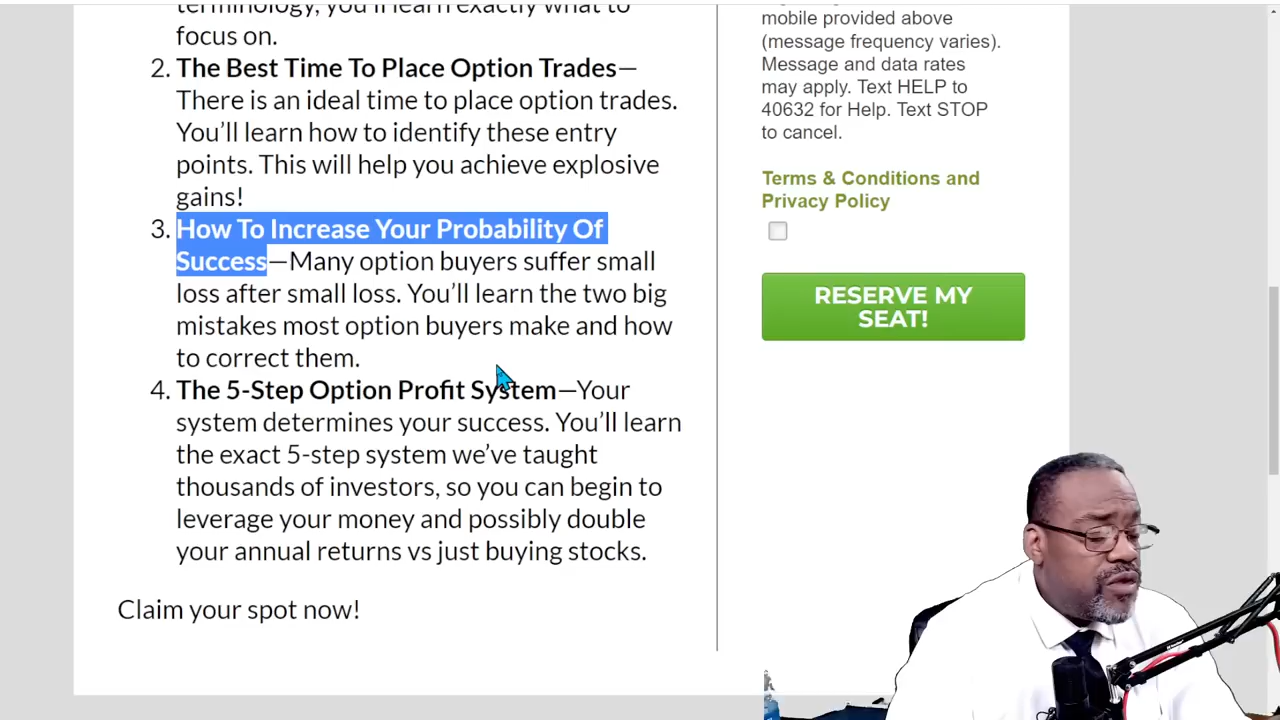 terminology, you'll learn exactly what to
focus on.
2. The Best Time To Place Option Trades—
There is an ideal time to place option trades.
You'll learn how to identify these entry
points. This will help you achieve explosive
gains!
3. How To Increase Your Probability Of
Success—Many option buyers suffer small
loss after small loss. You'll learn the two big
mistakes most option buyers make and how
to correct them.
4. The 5-Step Option Profit System—Your
system determines your success. You'll learn
the exact 5-step system we've taught
thousands of investors, so you can begin to
leverage your money and possibly double
your annual returns vs just buying stocks.
Claim your spot now!
mobile provided above
(message frequency varies).
Message and data rates
may apply. Text HELP to
40632 for Help. Text STOP
to cancel.
Terms & Conditions and
Privacy Policy
RESERVE MY
SEAT!